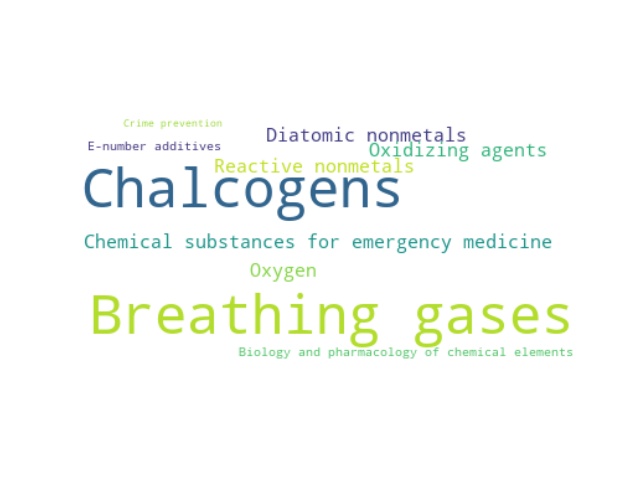 Crime prevention
Diatomic nonmetals
E-number additives
Oxidizing agents
Reactive nonmetals
Chalcogens
Chemical substances for emergency medicine
Oxygen
Breathing gases
Biology and pharmacology of chemical elements